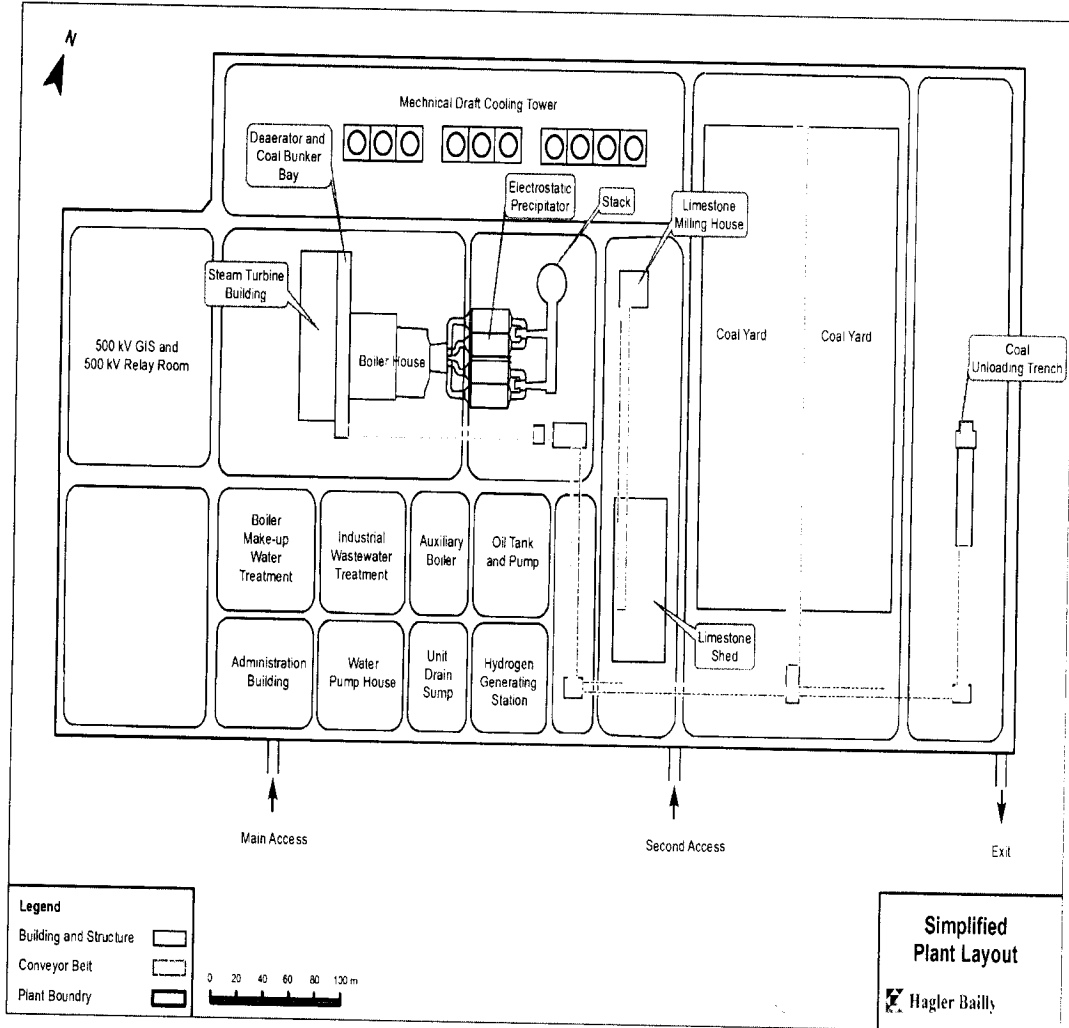 N
Mechnical Draft Cooling Tower
Deaerator and
Coal Bunker
Bay
Electrostatic
Precipitator
Stack
Limestone
Milling House
Steam Turbine
Building
500 kV GIS and
500 kV Relay Room
Boiler House
Coal Yard
Coal Yard
Coal
Unloading Trench
Boiler
Make-up
Water
Treatment
Industrial
Wastewater
Treatment
Auxiliary
Boiler
Oil Tank
and Pump
Limestone
Shed
Administration
Building
Water
Pump House
Unit
Drain
Sump
Hydrogen
Generating
Station
Main Access
Second Access
Exit
Legend
Building and Structure
Conveyor Belt
Plant Boundry
0 20 40 60 80 100 m
Simplified
Plant Layout
Hagler Bailly